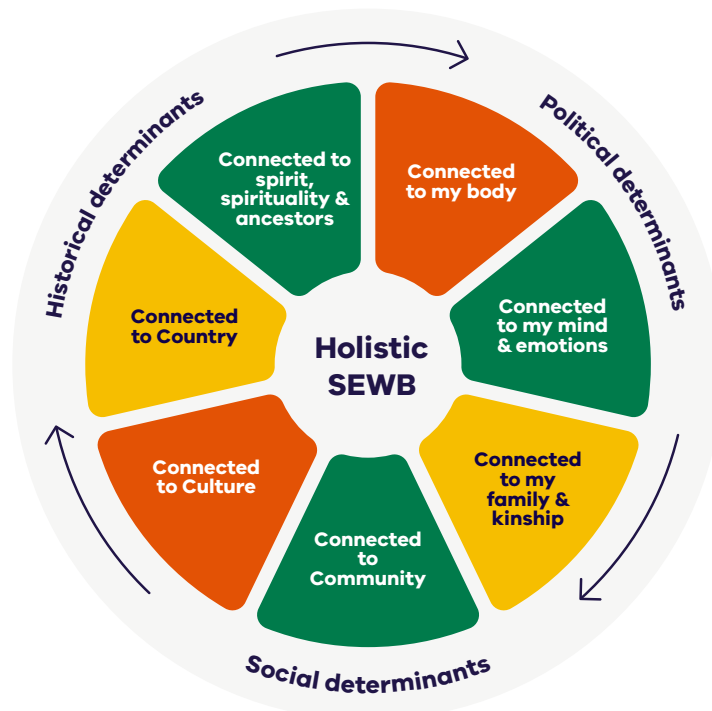 Historical determinants
Political determinants
Connected to
spirit,
spirituality &
ancestors
Connected
to my body
Connected
to my mind
& emotions
Connected
to Country
Holistic
SEWB
Connected
to my
family &
kinship
Connected
to Culture
Connected
to
Community
Social determinants